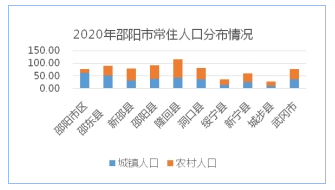 2020年邵阳市常住人口分布情况
150.00
100.00
50.00
0.00
邵阳市区
邵东县
新邵县
邵阳县
隆回县
洞口县
绥宁县
新宁县
城步县
武冈市
城镇人口
农村人口